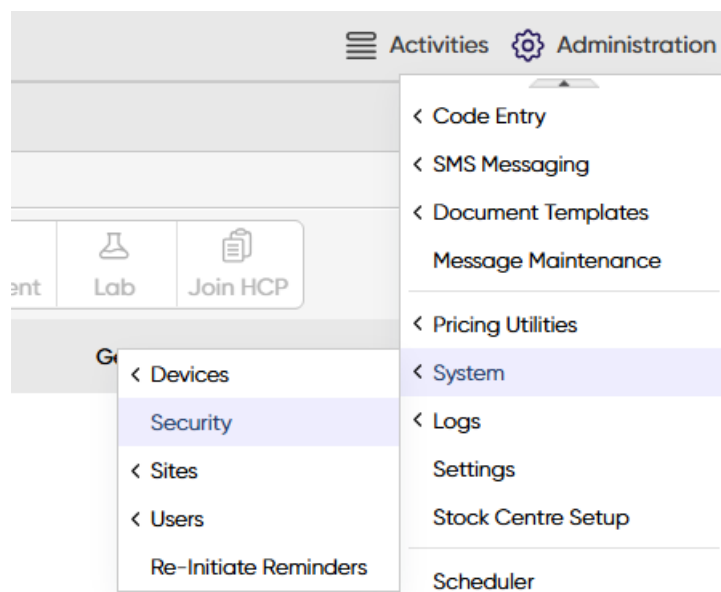 Activities Administration
Code Entry
SMS Messaging
Document Templates
Message Maintenance
Lab Join HCP
Pricing Utilities
System
Logs
Settings
Stock Centre Setup
Scheduler
Devices
Security
Sites
Users
Re-Initiate Reminders